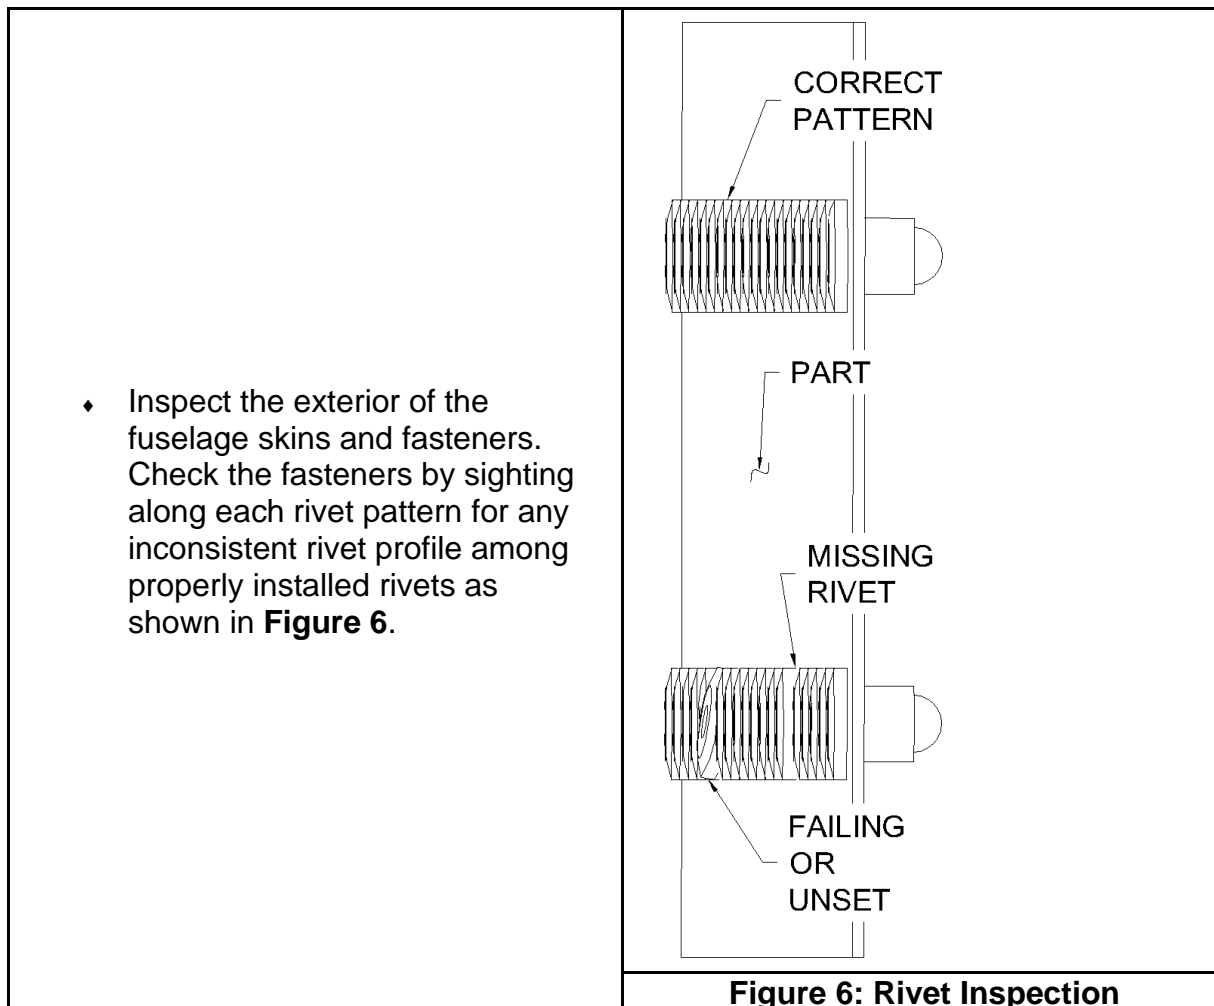 ♦ Inspect the exterior of the
fuselage skins and fasteners.
Check the fasteners by sighting
along each rivet pattern for any
inconsistent rivet profile among
properly installed rivets as
shown in Figure 6.
CORRECT
PATTERN
PART
MISSING
RIVET
FAILING
OR
UNSET
Figure 6: Rivet Inspection